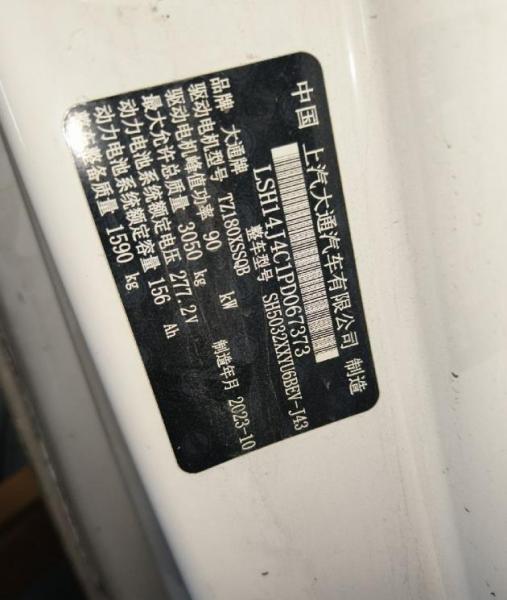 中国 上汽大通汽车有限公司 制造
LSH14J4C1PD067373
品牌 大通牌 整车型号 SH5032XXYU6BEV-J43
驱动电机型号 TZ180XSSQB
驱动电机峰值功率 90 kW 制造年月 2023-10
最大允许总质量 3050 kg
动力电池系统额定电压 277.2V
动力电池系统额定容量 156 Ah
整车整备质量 1590 kg